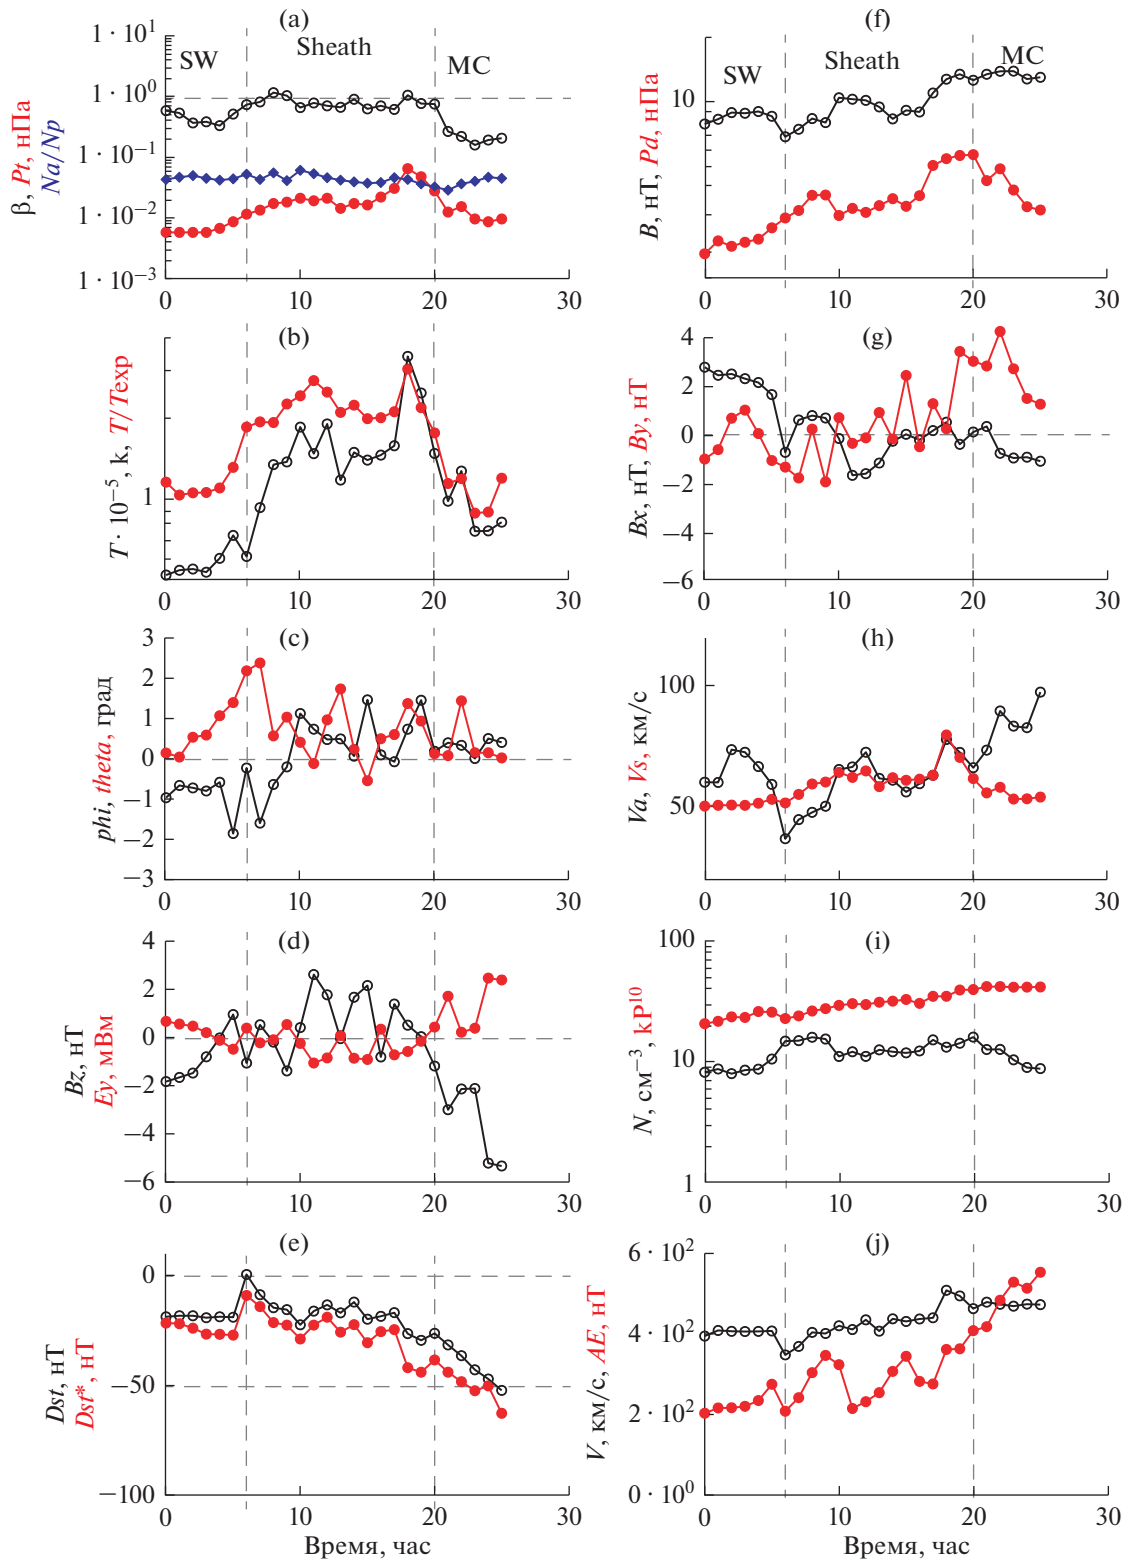 (a)
1 · 10¹
1 · 10⁰
1 · 10⁻¹
1 · 10⁻²
1 · 10⁻³
β, Pt, нПа
Na/Np
SW
Sheath
MC
0
10
20
30
(f)
10
B, нТ, Pd, нПа
SW
Sheath
MC
0
10
20
30
(b)
1
T · 10⁻⁵, k, T/Texp
0
10
20
30
(g)
4
2
0
−2
−4
−6
Bx, нТ, By, нТ
0
10
20
30
(c)
3
2
1
0
−1
−2
−3
phi, theta, град
0
10
20
30
(h)
100
50
Va, Vs, км/с
0
10
20
30
(d)
4
2
0
−2
−4
−6
Bz, нТ
Ey, мВм
0
10
20
30
(i)
100
10
1
N, см⁻³, kP¹⁰
0
10
20
30
(e)
0
−50
−100
Dst, нТ
Dst*, нТ
0
10
20
30
Время, час
(j)
6 · 10²
4 · 10²
2 · 10²
0 · 10⁰
V, км/с, AE, нТ
0
10
20
30
Время, час